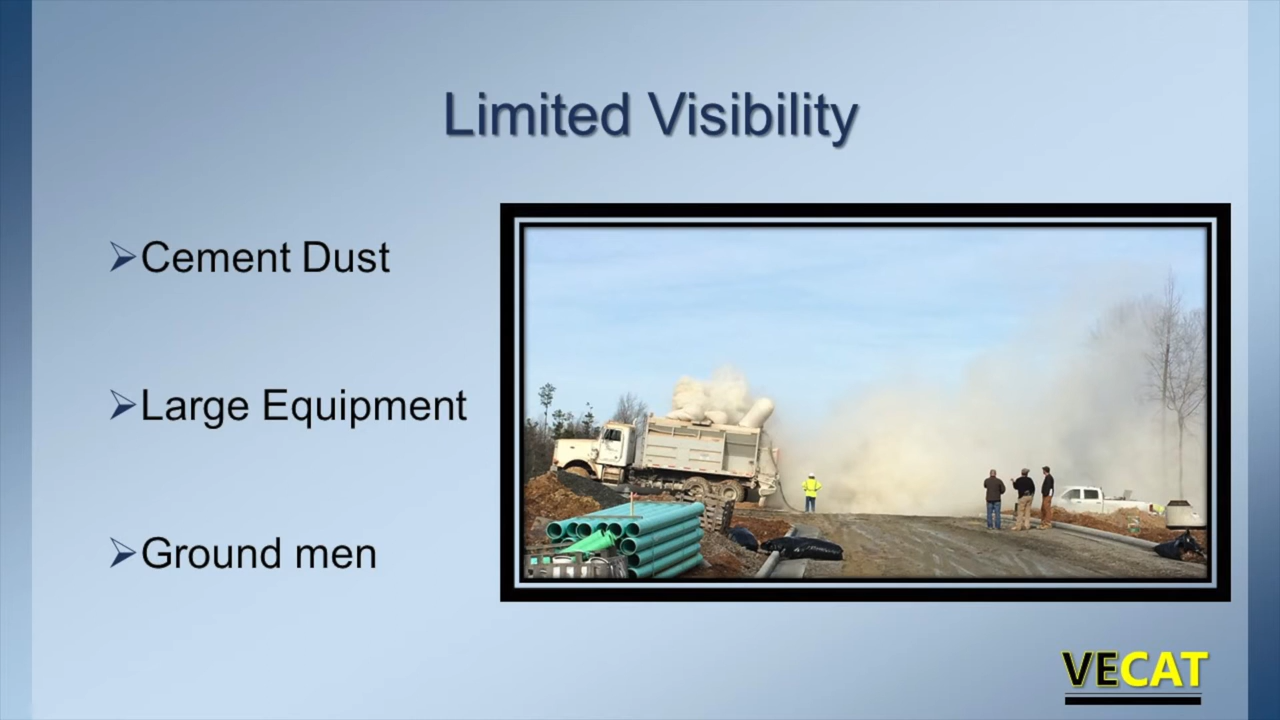 Limited Visibility
Cement Dust
Large Equipment
Ground men
VECAT